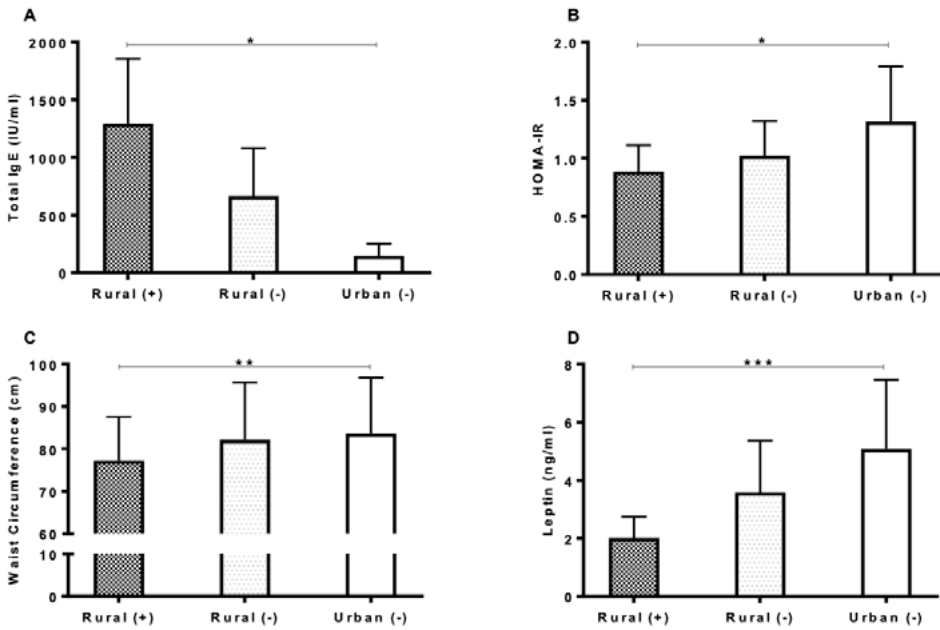 A
*
Total IgE (IU/ml)
2000
1500
1000
500
0
Rural (+) Rural (-) Urban (-)
B
*
HOMA-IR
2.0
1.5
1.0
0.5
0.0
Rural (+) Rural (-) Urban (-)
C
**
Waist Circumference (cm)
100
90
80
70
60
10
0
Rural (+) Rural (-) Urban (-)
D
***
Leptin (ng/ml)
8
6
4
2
0
Rural (+) Rural (-) Urban (-)